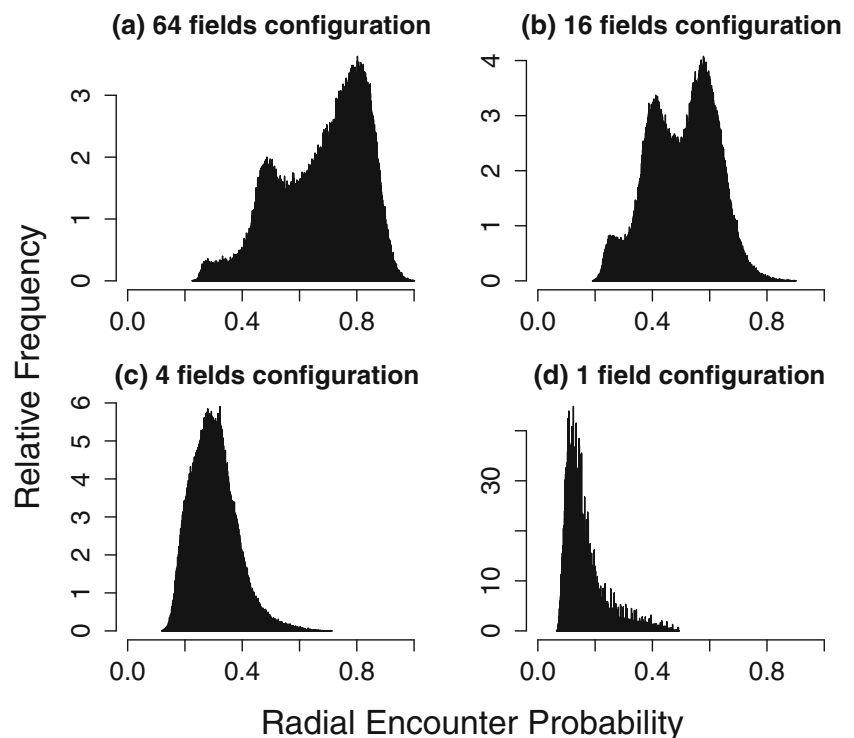 (a) 64 fields configuration
(b) 16 fields configuration
3
2
1
0
0.0 0.4 0.8
4
3
2
1
0
0.0 0.4 0.8
(c) 4 fields configuration
(d) 1 field configuration
6
5
4
3
2
1
0
0.0 0.4 0.8
30
10
0
0.0 0.4 0.8
Relative Frequency
Radial Encounter Probability